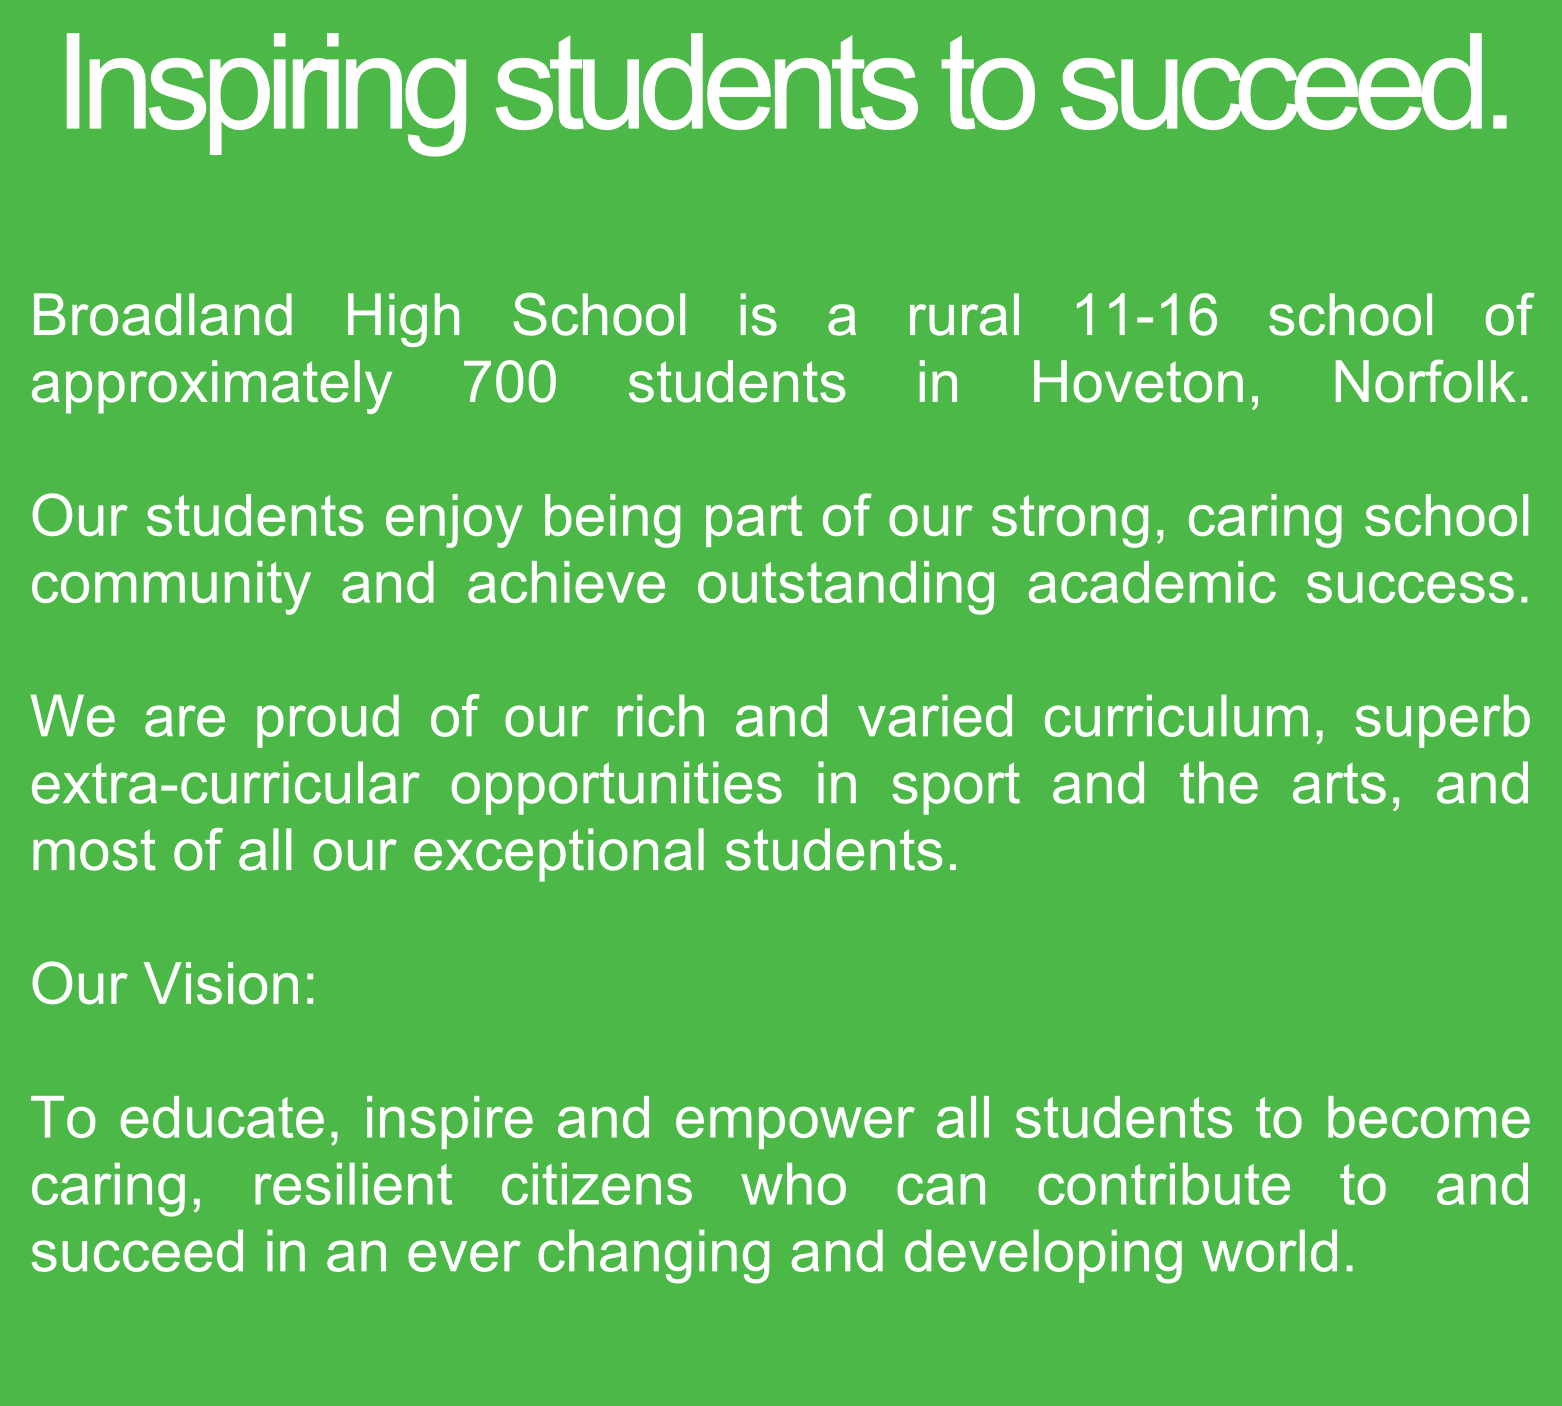 Inspiring students to succeed.
Broadland High School is a rural 11-16 school of
approximately 700 students in Hoveton, Norfolk.
Our students enjoy being part of our strong, caring school
community and achieve outstanding academic success.
We are proud of our rich and varied curriculum, superb
extra-curricular opportunities in sport and the arts, and
most of all our exceptional students.
Our Vision:
To educate, inspire and empower all students to become
caring, resilient citizens who can contribute to and
succeed in an ever changing and developing world.